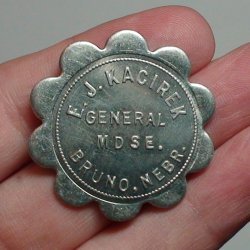 E. J. KACIREK
GENERAL
MDSE.
BRUNO, NEBR.